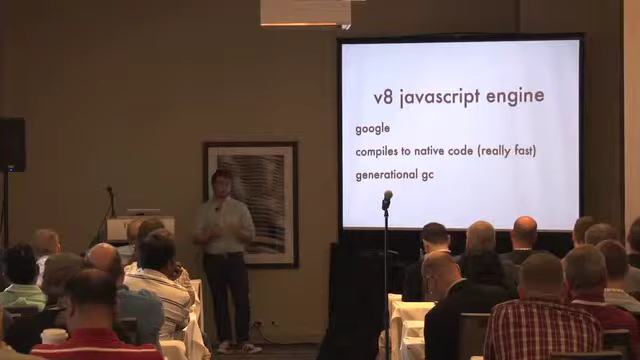 v8 javascript engine
google
compiles to native code (really fast)
generational gc